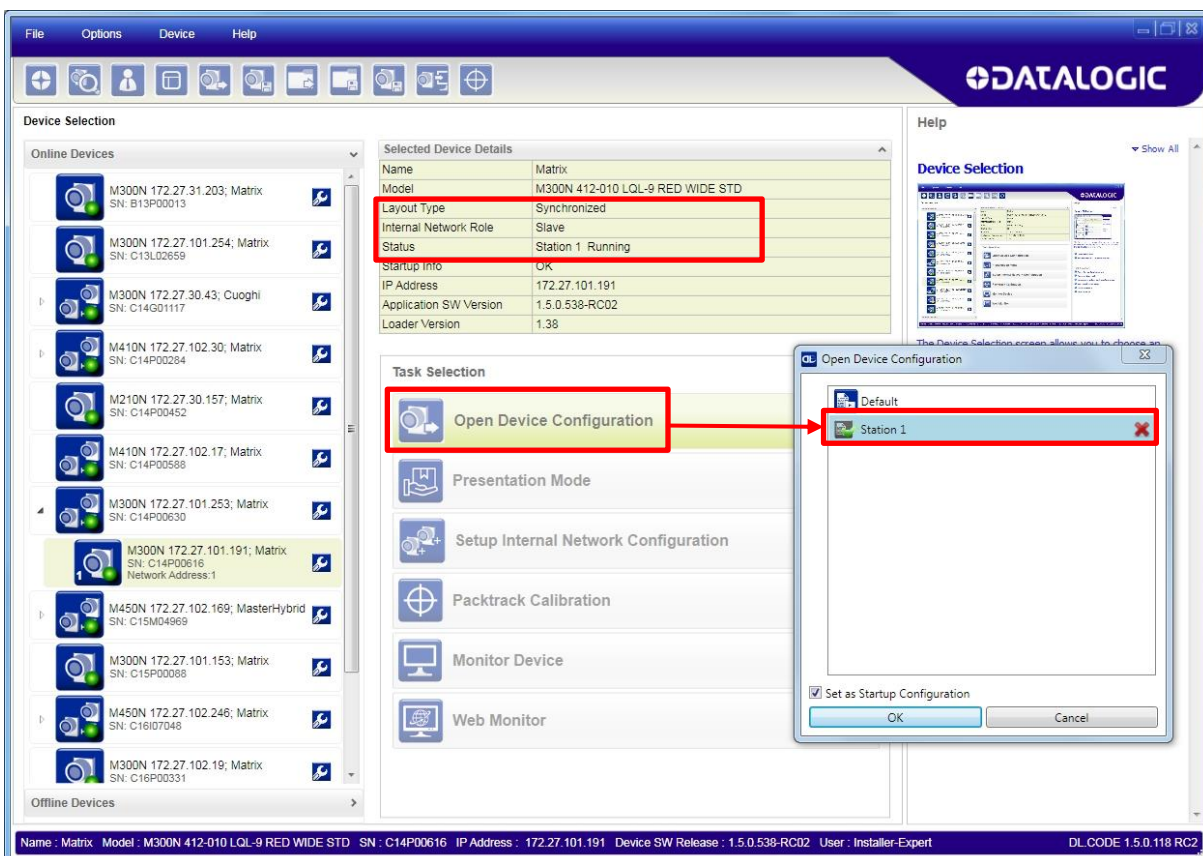 File Options Device Help
DATALOGIC
Device Selection
Online Devices
M300N 172.27.31.203; Matrix
SN: B13P00013
M300N 172.27.101.254; Matrix
SN: C13L02659
M300N 172.27.30.43; Cuoghi
SN: C14G01117
M410N 172.27.102.30; Matrix
SN: C14P00284
M210N 172.27.30.157; Matrix
SN: C14P00452
M410N 172.27.102.17; Matrix
SN: C14P00588
M300N 172.27.101.253; Matrix
SN: C14P00630
1
M300N 172.27.101.191; Matrix
SN: C14P00616
Network Address:1
M450N 172.27.102.169; MasterHybrid
SN: C15M04969
M300N 172.27.101.153; Matrix
SN: C15P00088
M450N 172.27.102.246; Matrix
SN: C16I07048
M300N 172.27.102.19; Matrix
SN: C16P00331
Offline Devices
Selected Device Details
Name Matrix
Model M300N 412-010 LQL-9 RED WIDE STD
Layout Type Synchronized
Internal Network Role Slave
Status Station 1 Running
Startup Info OK
IP Address 172.27.101.191
Application SW Version 1.5.0.538-RC02
Loader Version 1.38
Task Selection
Open Device Configuration
Presentation Mode
Setup Internal Network Configuration
Packtrack Calibration
Monitor Device
Web Monitor
Help
Show All
Device Selection
The Device Selection screen allows you to choose an
DL Open Device Configuration
Default
Station 1
Set as Startup Configuration
OK Cancel
Name : Matrix Model : M300N 412-010 LQL-9 RED WIDE STD SN : C14P00616 IP Address : 172.27.101.191 Device SW Release : 1.5.0.538-RC02 User : Installer-Expert DL.CODE 1.5.0.118 RC2